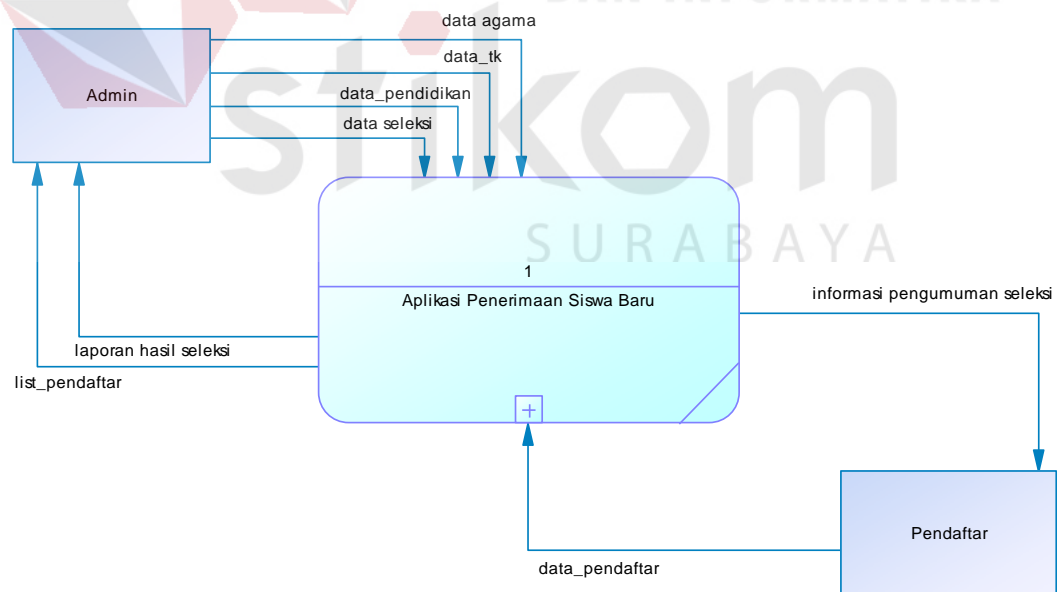 data agama
data_tk
Admin
data_pendidikan
data seleksi
stikom
SURABAYA
1
Aplikasi Penerimaan Siswa Baru
informasi pengumuman seleksi
laporan hasil seleksi
list_pendaftar
Pendaftar
data_pendaftar